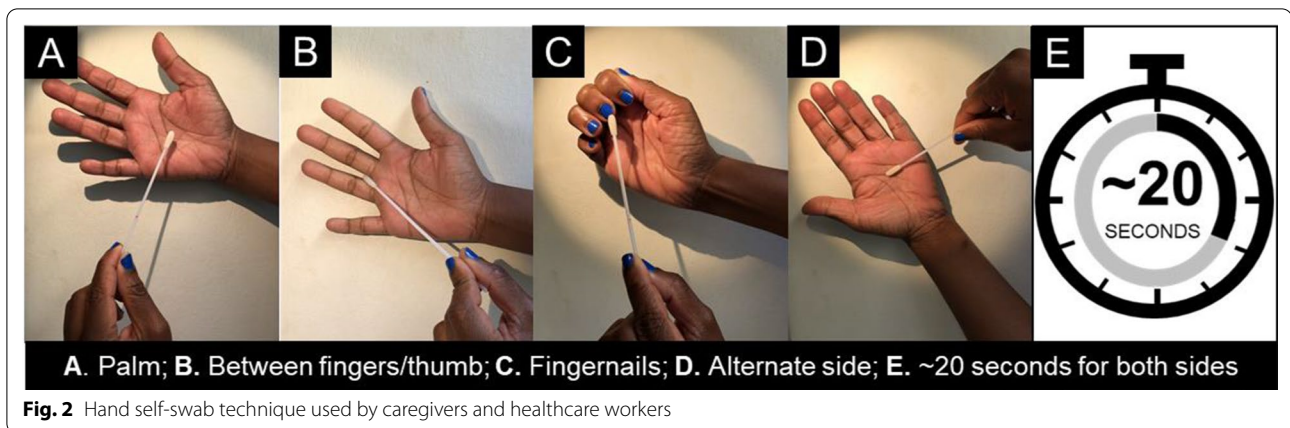 A
B
C
D
E
~20
SECONDS
A. Palm; B. Between fingers/thumb; C. Fingernails; D. Alternate side; E. ~20 seconds for both sides
Fig. 2 Hand self-swab technique used by caregivers and healthcare workers